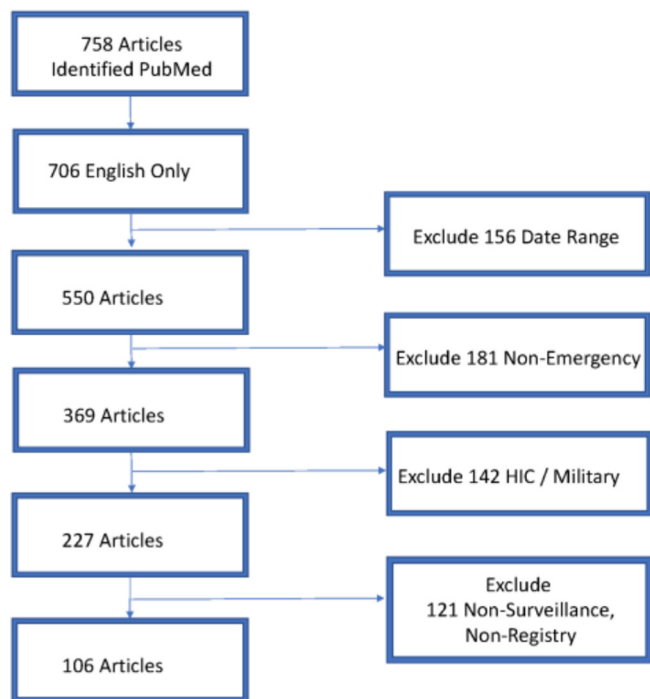 758 Articles
Identified PubMed
706 English Only
Exclude 156 Date Range
550 Articles
Exclude 181 Non-Emergency
369 Articles
Exclude 142 HIC / Military
227 Articles
Exclude
121 Non-Surveillance,
Non-Registry
106 Articles